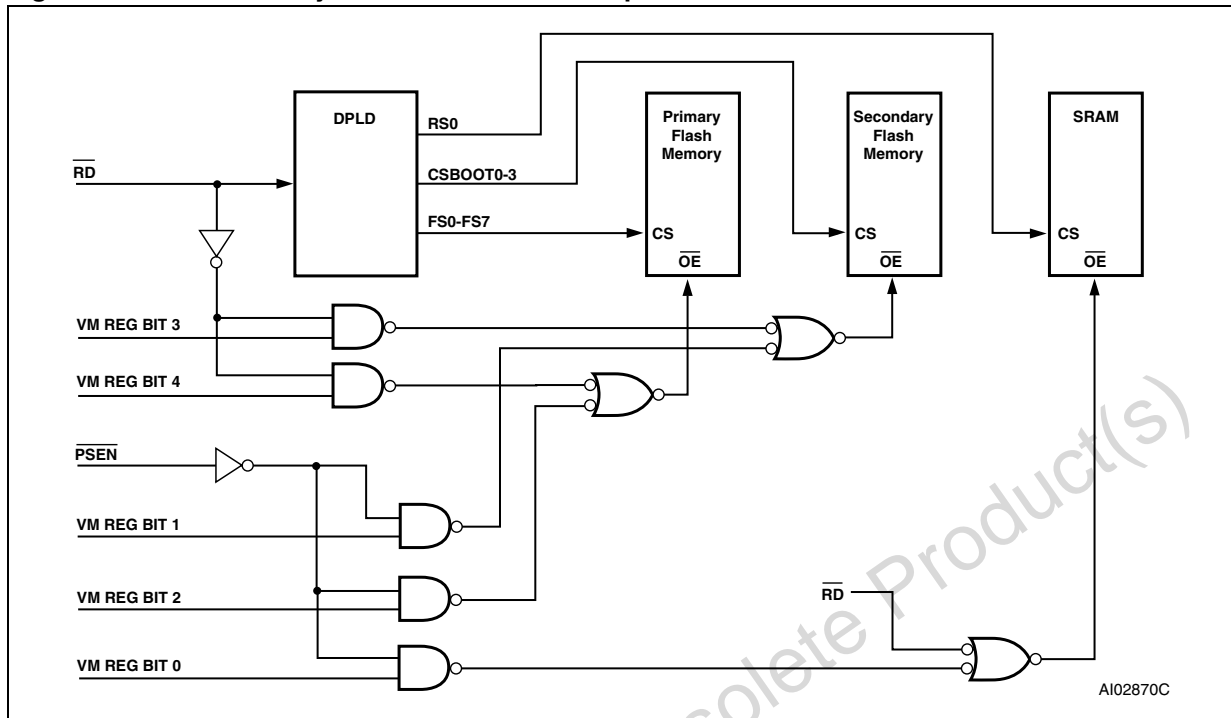 RS0
DPLD
Primary
Flash
Memory
Secondary
Flash
Memory
SRAM
RD
CSBOOT0-3
FS0-FS7
CS
CS
CS
OE
OE
OE
VM REG BIT 3
VM REG BIT 4
PSEN
VM REG BIT 1
VM REG BIT 2
RD
VM REG BIT 0
AI02870C
solete Product(s)